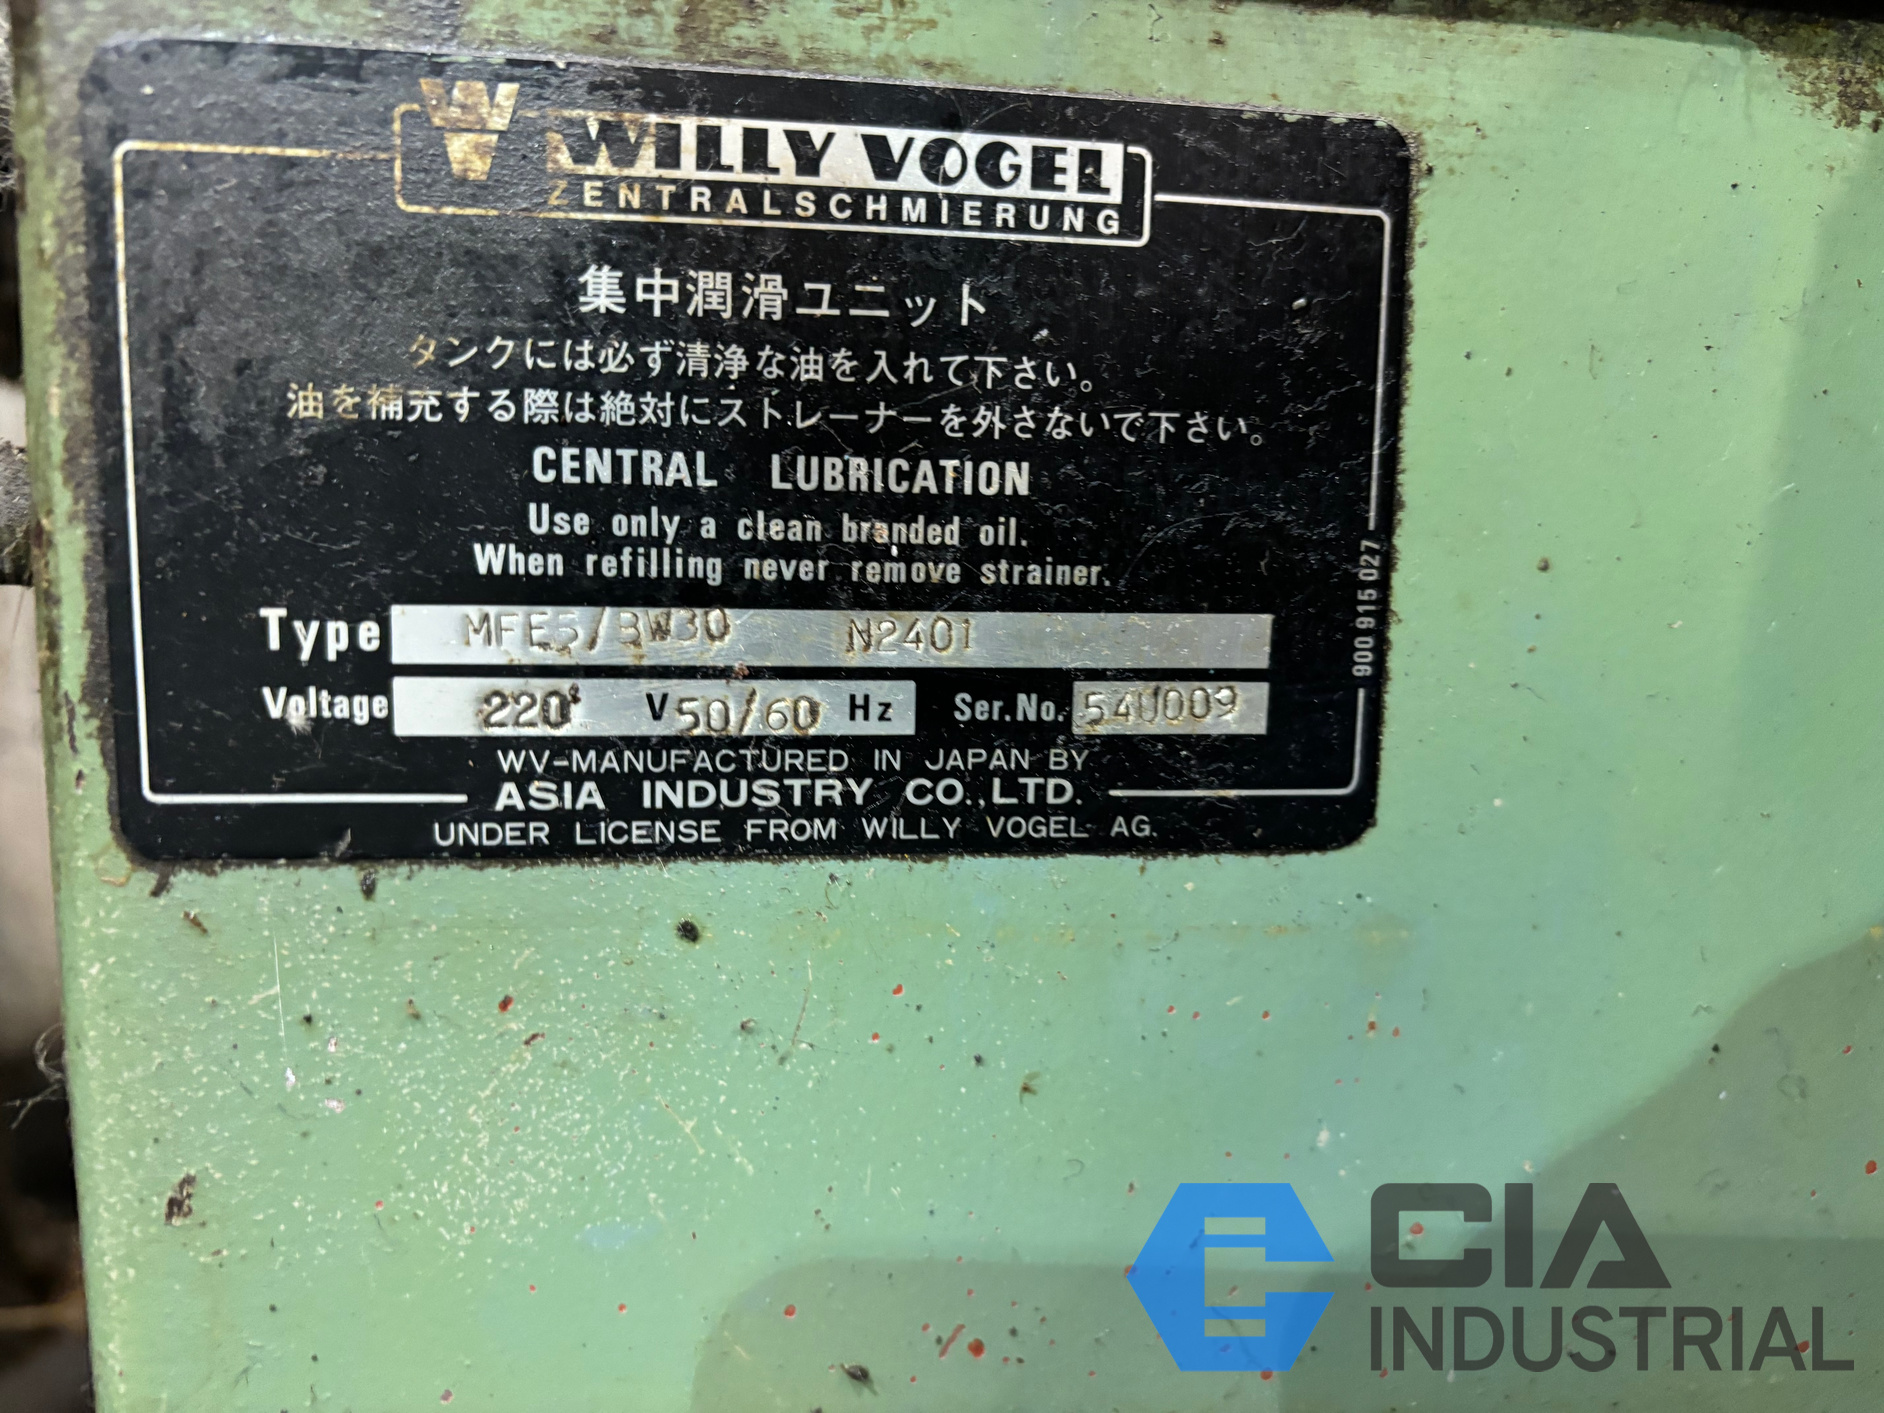 WILLY VOGEL
ZENTRALSCHMIERUNG
集中潤滑ユニット
タンクには必ず清浄な油を入れて下さい。
油を補充する際は絶対にストレーナーを外さないで下さい。
CENTRAL LUBRICATION
Use only a clean branded oil.
When refilling never remove strainer.
Type MFE5/BW30 N2401
Voltage 220 V 50/60 Hz Ser.No. 54U009
900 915 027
WV-MANUFACTURED IN JAPAN BY
ASIA INDUSTRY CO.,LTD.
UNDER LICENSE FROM WILLY VOGEL AG.
CIA
INDUSTRIAL